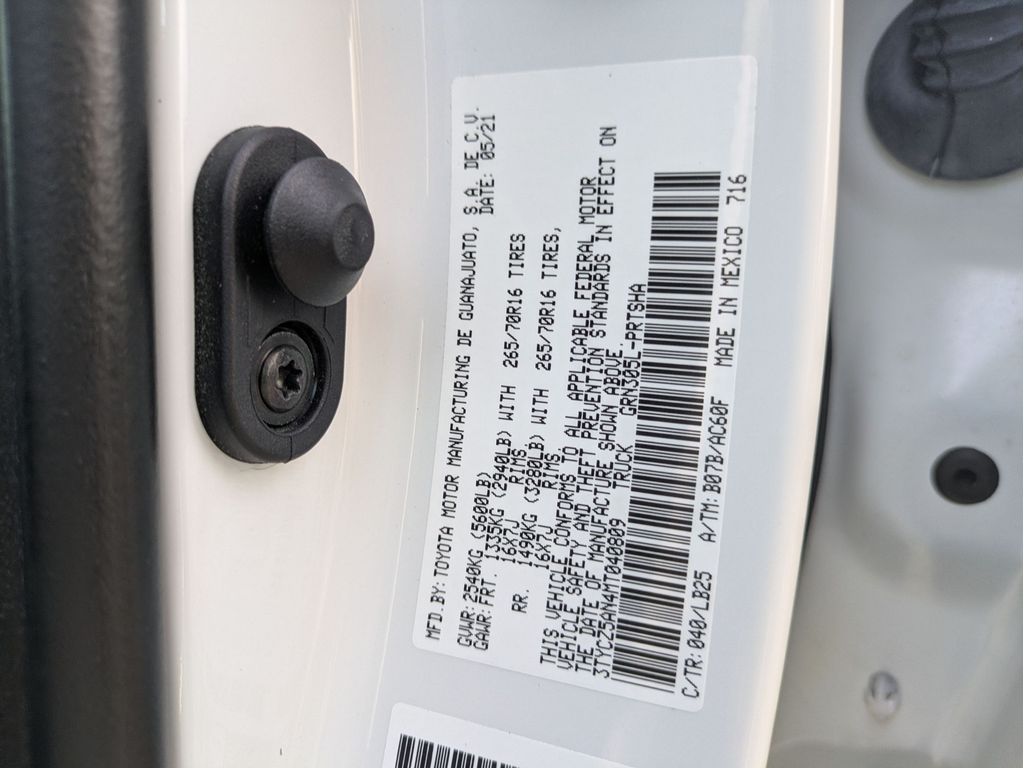 MFD.BY:TOYOTA MOTOR MANUFACTURING DE GUANAJUATO, S.A. DE C.V.
DATE: 05/21
GVWR:2540KG (5600LB)
GAWR:FRT. 1335KG (2940LB) WITH 265/70R16 TIRES
16X7J RIMS.
RR. 1490KG (3280LB) WITH 265/70R16 TIRES,
16X7J RIMS.
THIS VEHICLE CONFORMS TO ALL APPLICABLE FEDERAL MOTOR
VEHICLE SAFETY AND THEFT PREVENTION STANDARDS IN EFFECT ON
THE DATE OF MANUFACTURE SHOWN ABOVE.
3TYCZ5AN4MT040809 TRUCK GRN305L-PRTSHA
C/TR:040/LB25 A/TM:B07B/AC60F MADE IN MEXICO 716